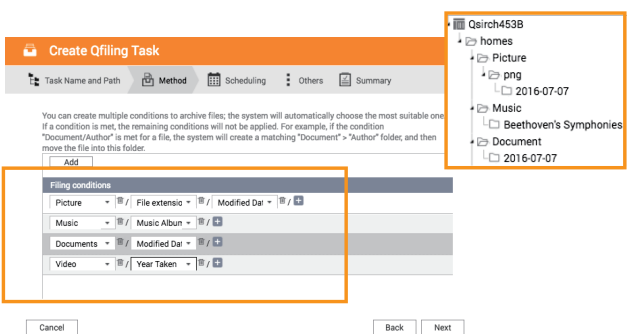 Create Qfiling Task
Task Name and Path Method Scheduling Others Summary
You can create multiple conditions to archive files; the system will automatically choose the most suitable one
If a condition is met, the remaining conditions will not be applied. For example, if the condition
"Document/Author" is met for a file, the system will create a matching "Document" > "Author" folder, and then
move the file into this folder.
Add
Filing conditions
Picture / File extensio / Modified Dat /
Music / Music Album /
Documents / Modified Dat /
Video / Year Taken /
Cancel Back Next
Qsirch453B
homes
Picture
png
2016-07-07
Music
Beethoven's Symphonies
Document
2016-07-07